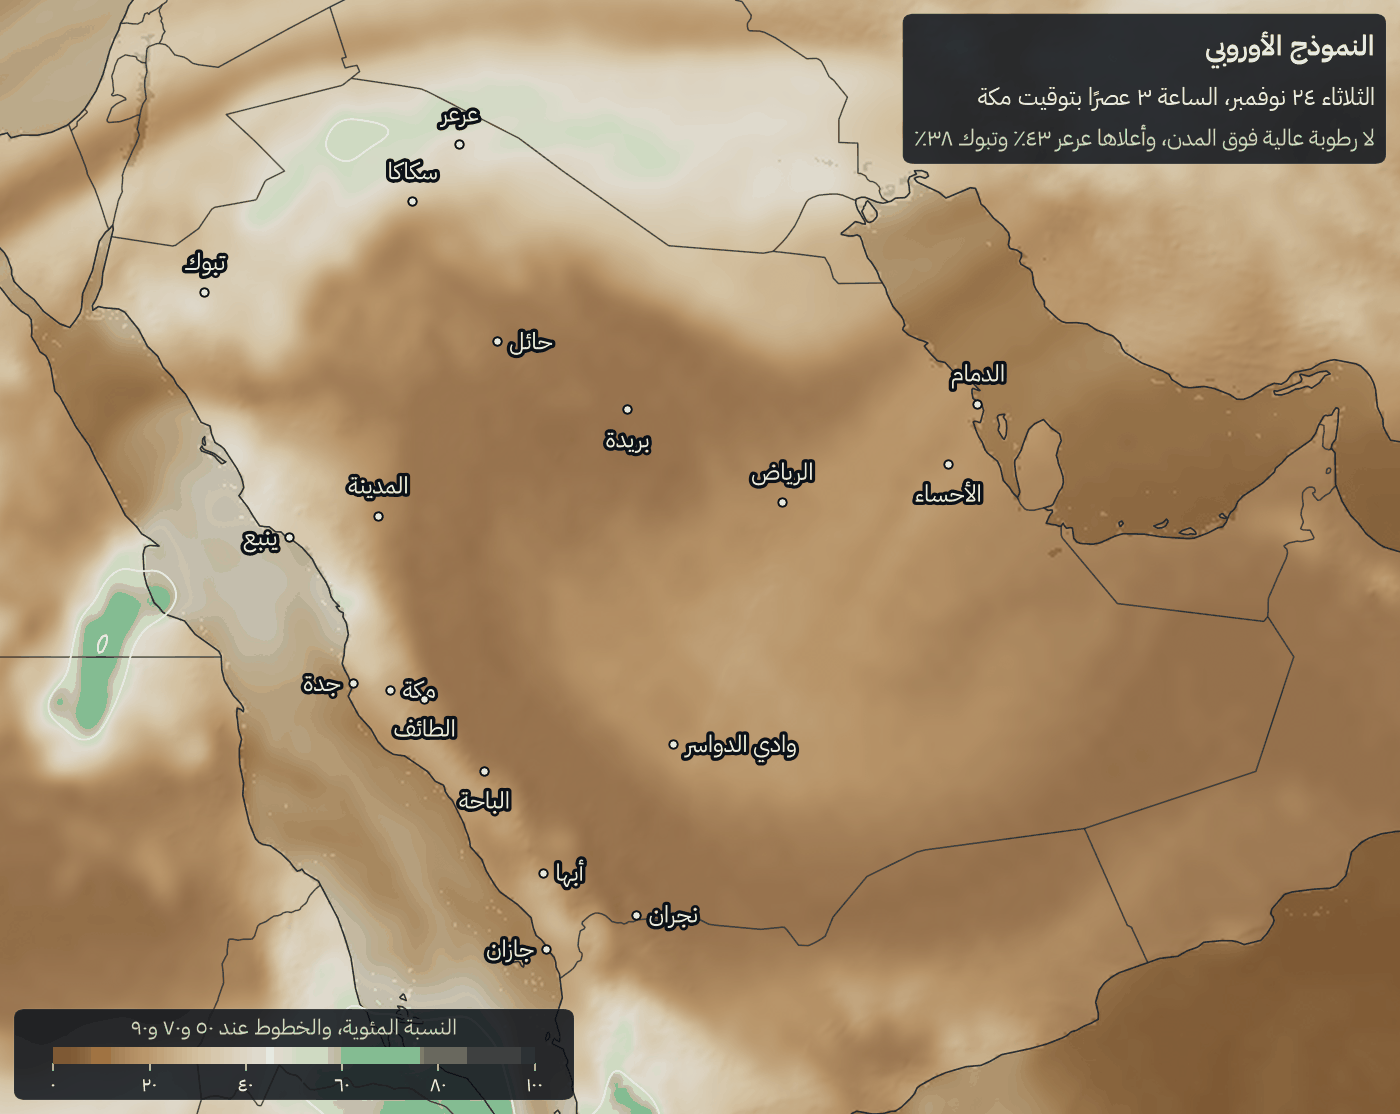 النموذج الأوروبي
الثلاثاء ٢٤ نوفمبر، الساعة ٣ عصرًا بتوقيت مكة
لا رطوبة عالية فوق المدن، وأعلاها عرعر ٤٣٪ وتبوك ٣٨٪
عرعر
سكاكا
تبوك
حائل
الدمام
بريدة
الرياض
الأحساء
المدينة
ينبع
جدة
مكة
الطائف
وادي الدواسر
الباحة
أبها
نجران
جازان
النسبة المئوية، والخطوط عند ٥٠ و٧٠ و٩٠
٠ ٢٠ ٤٠ ٦٠ ٨٠ ١٠٠